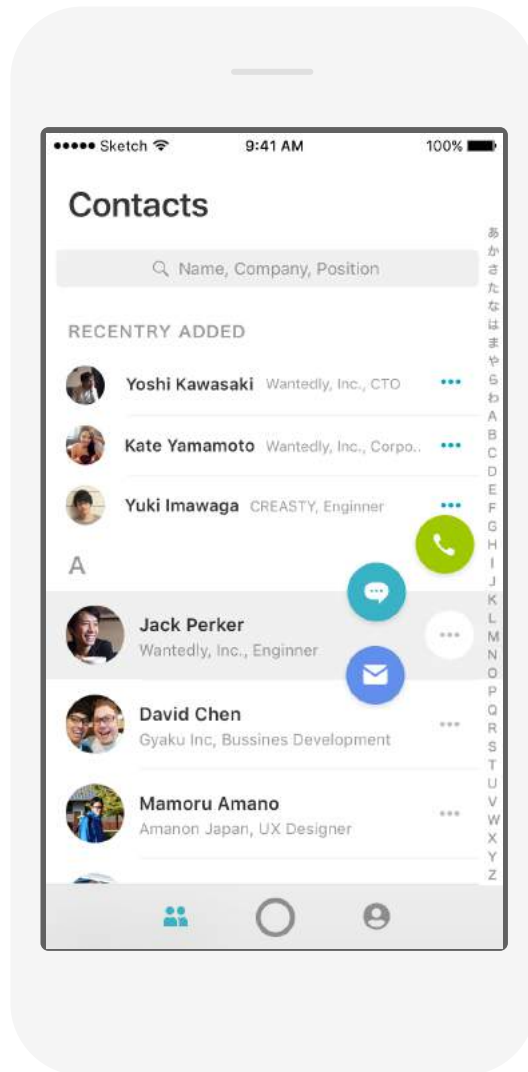 Sketch 9:41 AM 100%
Contacts
Name, Company, Position
RECENTRY ADDED
Yoshi Kawasaki Wantedly, Inc., CTO
Kate Yamamoto Wantedly, Inc., Corpo..
Yuki Imawaga CREASTY, Enginner
A
Jack Perker
Wantedly, Inc., Enginner
David Chen
Gyaku Inc, Bussines Development
Mamoru Amano
Amanon Japan, UX Designer
あ
か
さ
た
な
は
ま
や
ら
わ
A
B
C
D
E
F
G
H
I
J
K
L
M
N
O
P
Q
R
S
T
U
V
W
X
Y
Z